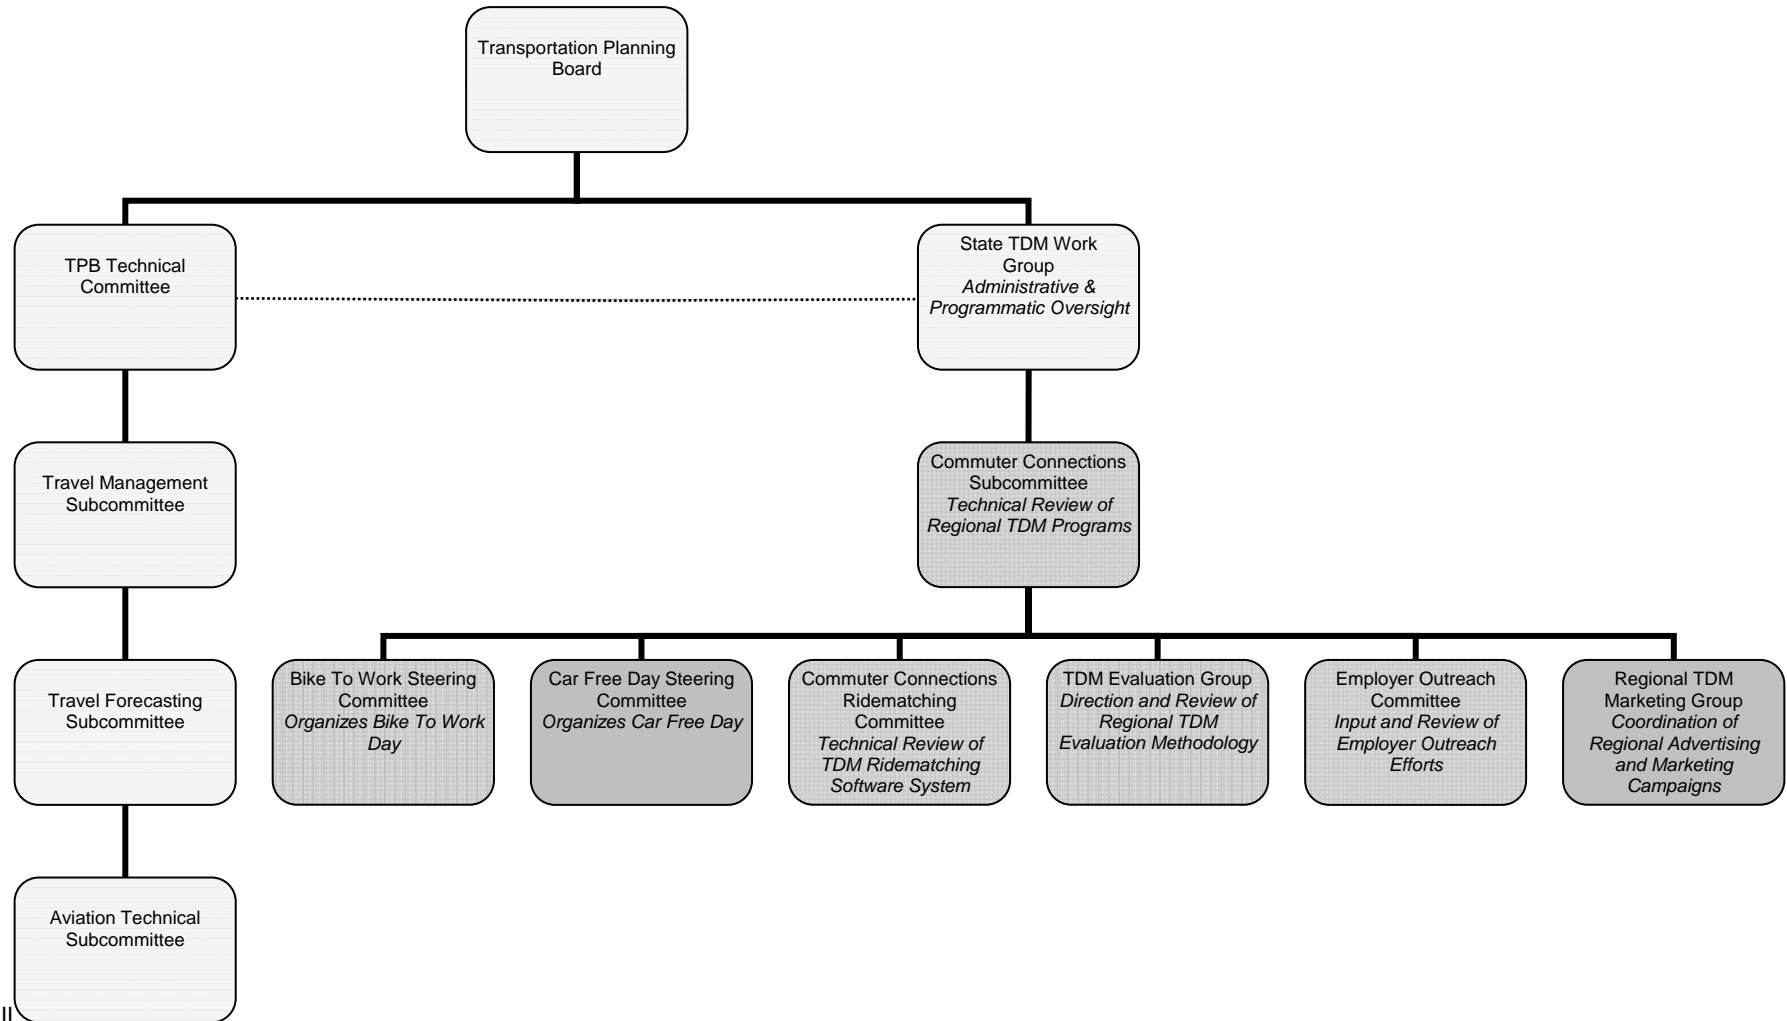 Transportation Planning
Board
TPB Technical
Committee
State TDM Work
Group
Administrative &
Programmatic Oversight
Travel Management
Subcommittee
Commuter Connections
Subcommittee
Technical Review of
Regional TDM Programs
Travel Forecasting
Subcommittee
Bike To Work Steering
Committee
Organizes Bike To Work
Day
Car Free Day Steering
Committee
Organizes Car Free Day
Commuter Connections
Ridematching
Committee
Technical Review of
TDM Ridematching
Software System
TDM Evaluation Group
Direction and Review of
Regional TDM
Evaluation Methodology
Employer Outreach
Committee
Input and Review of
Employer Outreach
Efforts
Regional TDM
Marketing Group
Coordination of
Regional Advertising
and Marketing
Campaigns
Aviation Technical
Subcommittee
II